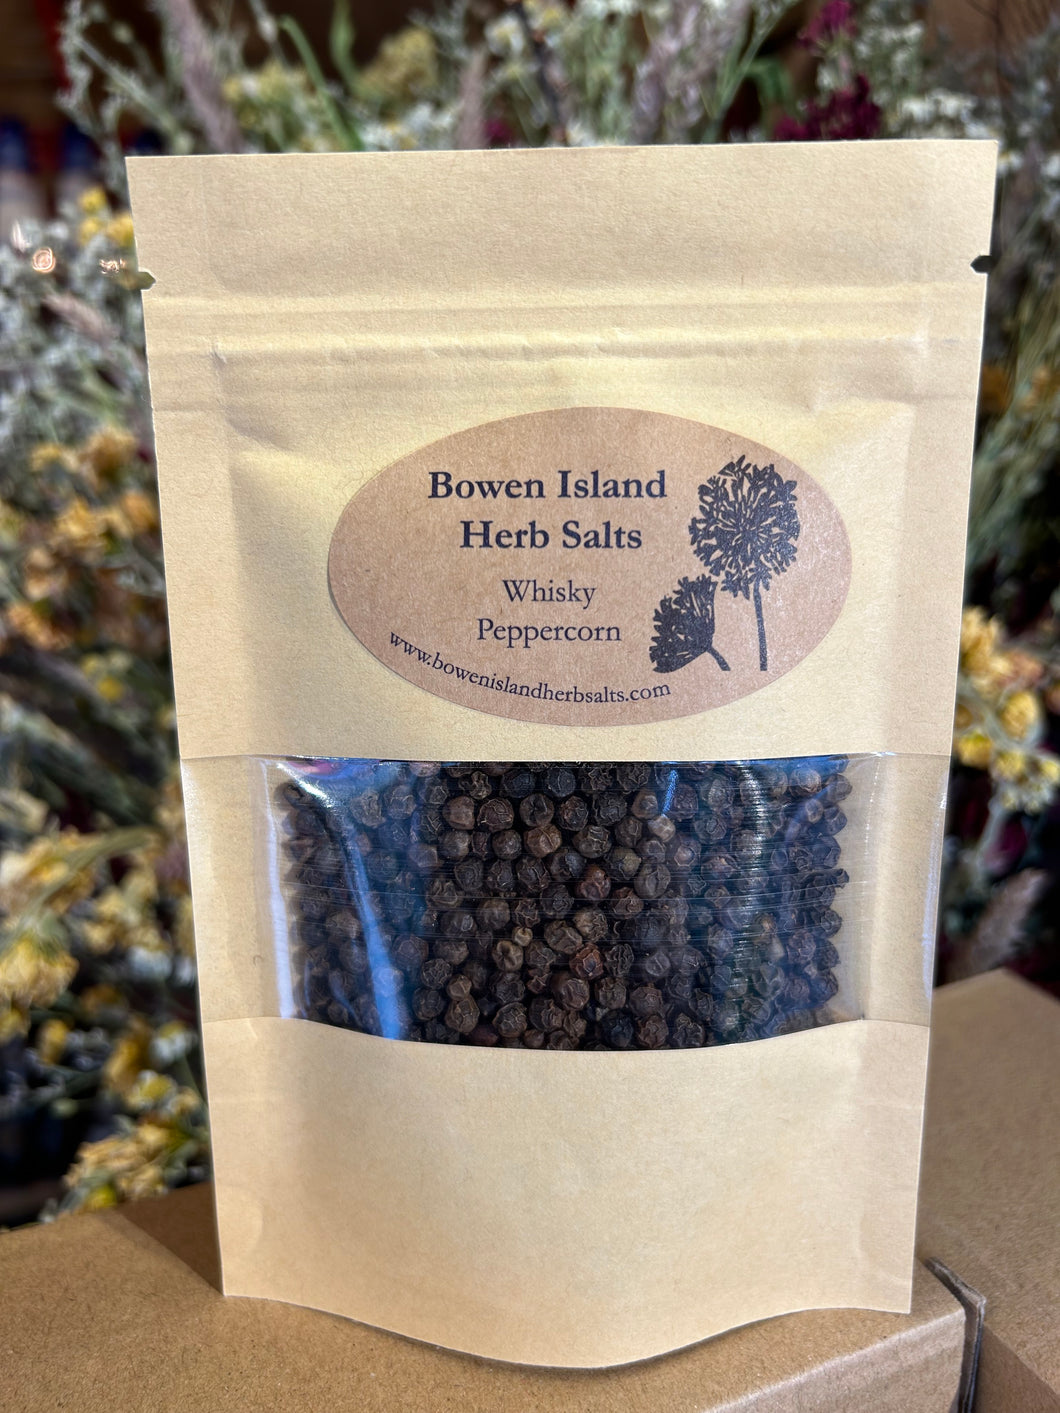 Bowen Island
Herb Salts
Whisky
Peppercorn
www.bowenislandherbsalts.com